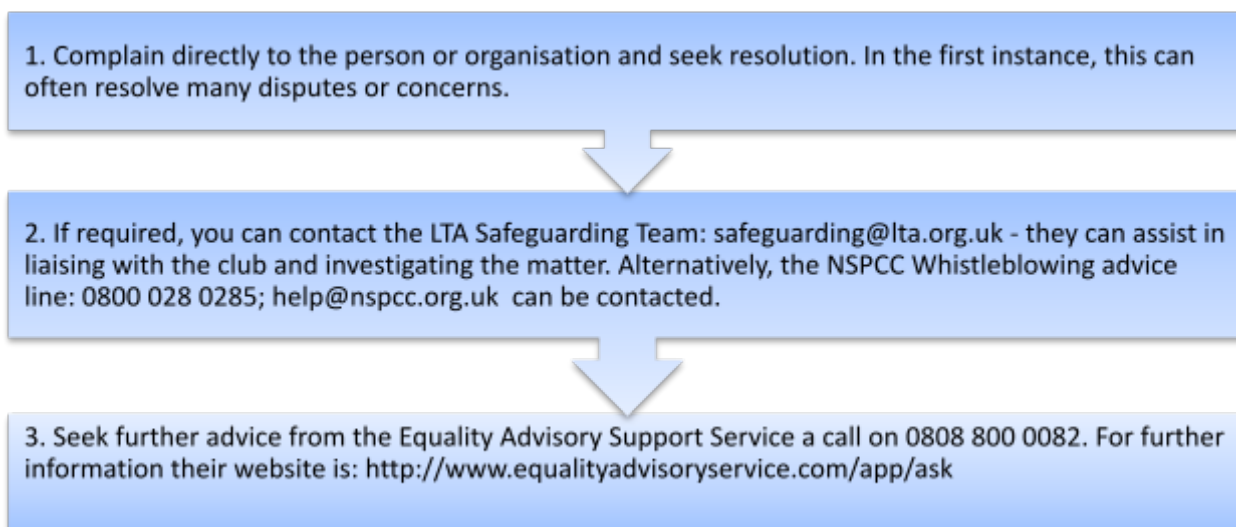 1. Complain directly to the person or organisation and seek resolution. In the first instance, this can
often resolve many disputes or concerns.
2. If required, you can contact the LTA Safeguarding Team: safeguarding@lta.org.uk - they can assist in
liaising with the club and investigating the matter. Alternatively, the NSPCC Whistleblowing advice
line: 0800 028 0285; help@nspcc.org.uk  can be contacted.
3. Seek further advice from the Equality Advisory Support Service a call on 0808 800 0082. For further
information their website is: http://www.equalityadvisoryservice.com/app/ask